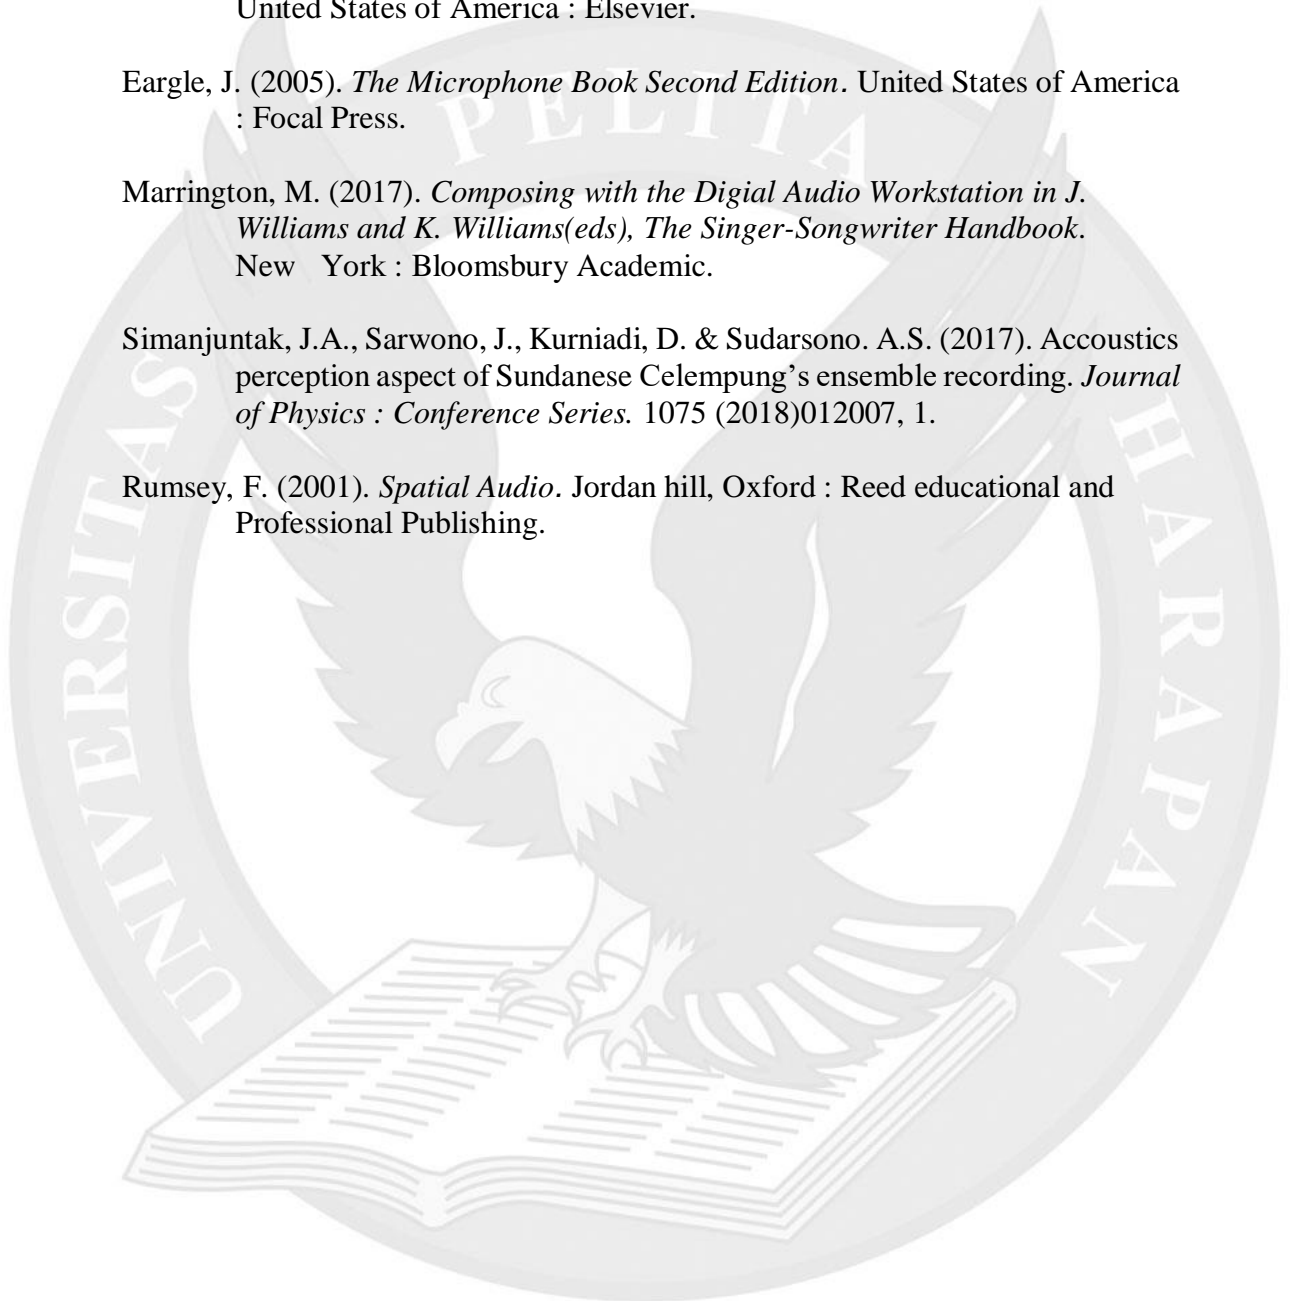 United States of America : Elsevier.
Eargle, J. (2005). The Microphone Book Second Edition. United States of America
: Focal Press.
Marrington, M. (2017). Composing with the Digial Audio Workstation in J.
Williams and K. Williams(eds), The Singer-Songwriter Handbook.
New York : Bloomsbury Academic.
Simanjuntak, J.A., Sarwono, J., Kurniadi, D. & Sudarsono. A.S. (2017). Accoustics
perception aspect of Sundanese Celempung’s ensemble recording. Journal
of Physics : Conference Series. 1075 (2018)012007, 1.
Rumsey, F. (2001). Spatial Audio. Jordan hill, Oxford : Reed educational and
Professional Publishing.
UNIVERSITAS PELITA HARAPAN